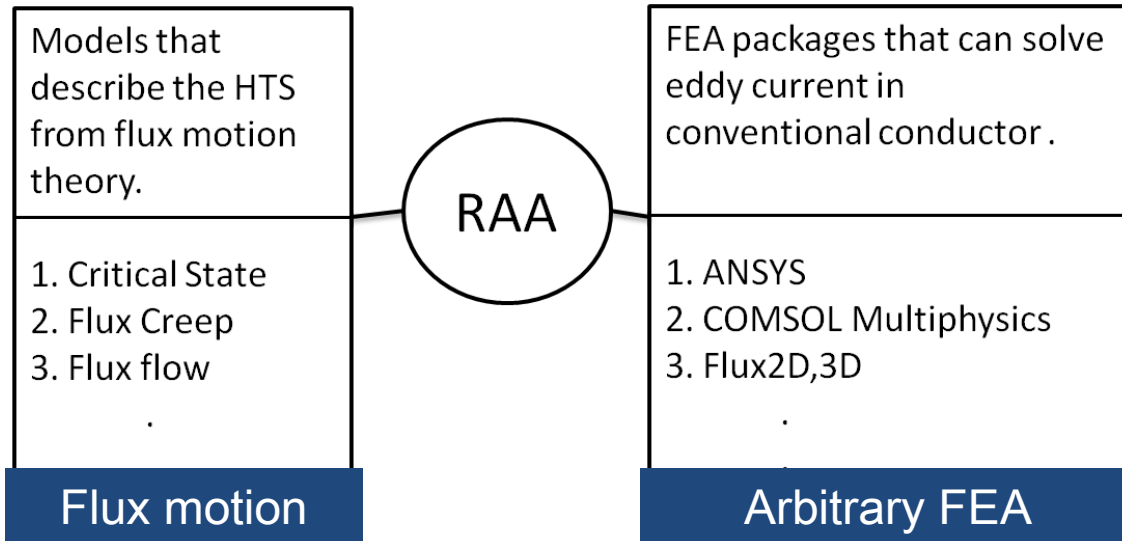 Models that
describe the HTS
from flux motion
theory.
1. Critical State
2. Flux Creep
3. Flux flow
.
Flux motion
RAA
FEA packages that can solve
eddy current in
conventional conductor .
1. ANSYS
2. COMSOL Multiphysics
3. Flux2D,3D
.
.
Arbitrary FEA